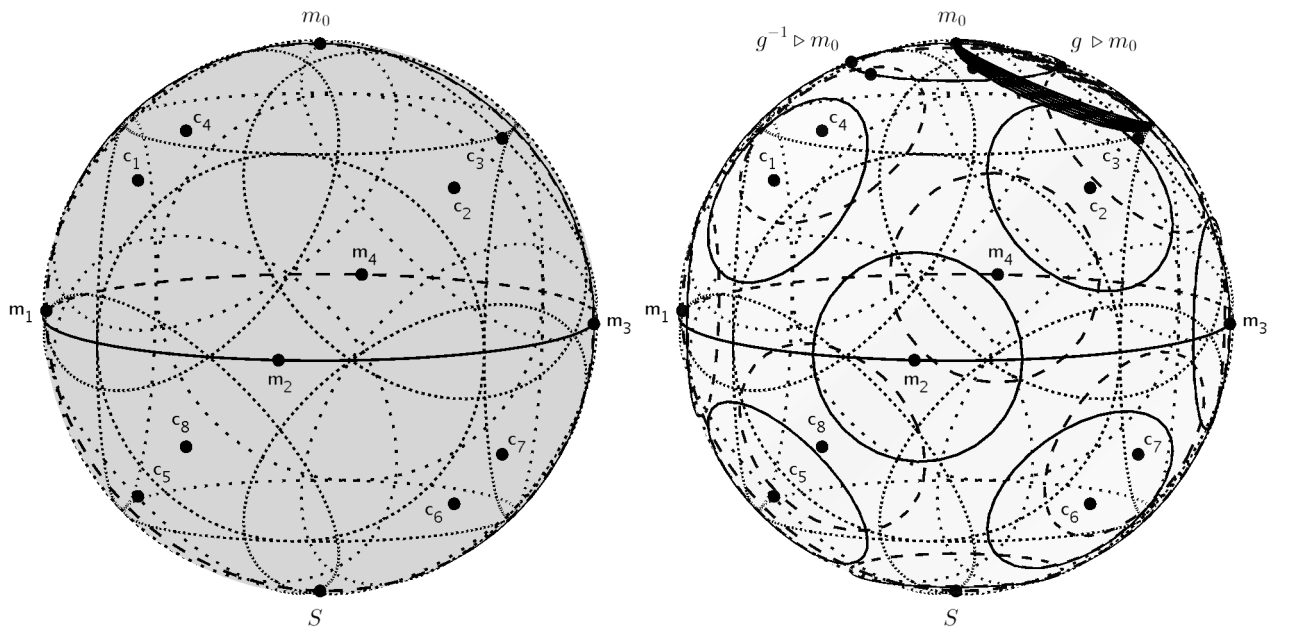 m₀
c₄
c₁
c₃
c₂
m₄
m₁
m₃
m₂
c₈
c₇
c₅
c₆
S
m₀
g⁻¹ ▷ m₀
g ▷ m₀
c₄
c₁
c₃
c₂
m₄
m₁
m₃
m₂
c₈
c₇
c₅
c₆
S